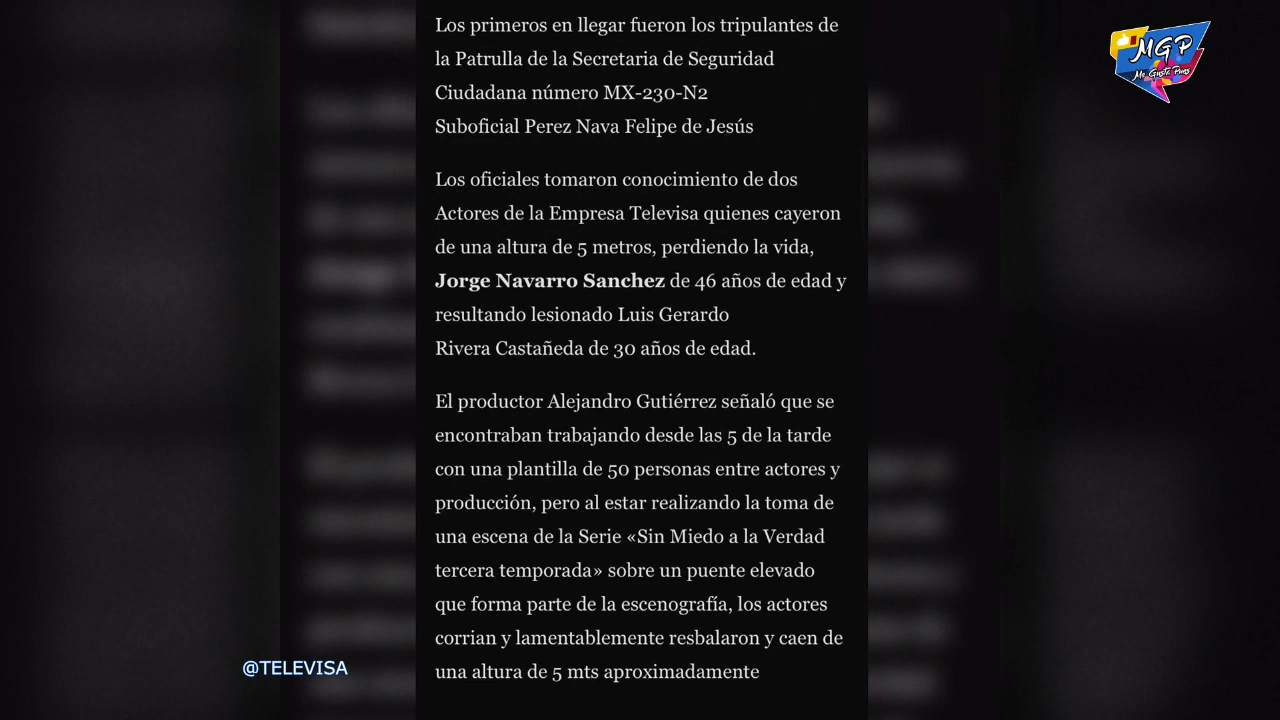 Los primeros en llegar fueron los tripulantes de
la Patrulla de la Secretaria de Seguridad
Ciudadana número MX-230-N2
Suboficial Perez Nava Felipe de Jesús
Los oficiales tomaron conocimiento de dos
Actores de la Empresa Televisa quienes cayeron
de una altura de 5 metros, perdiendo la vida,
Jorge Navarro Sanchez de 46 años de edad y
resultando lesionado Luis Gerardo
Rivera Castañeda de 30 años de edad.
El productor Alejandro Gutiérrez señaló que se
encontraban trabajando desde las 5 de la tarde
con una plantilla de 50 personas entre actores y
producción, pero al estar realizando la toma de
una escena de la Serie «Sin Miedo a la Verdad
tercera temporada» sobre un puente elevado
que forma parte de la escenografía, los actores
corrian y lamentablemente resbalaron y caen de
una altura de 5 mts aproximadamente
MGP
Me Gusta Pues
@TELEVISA